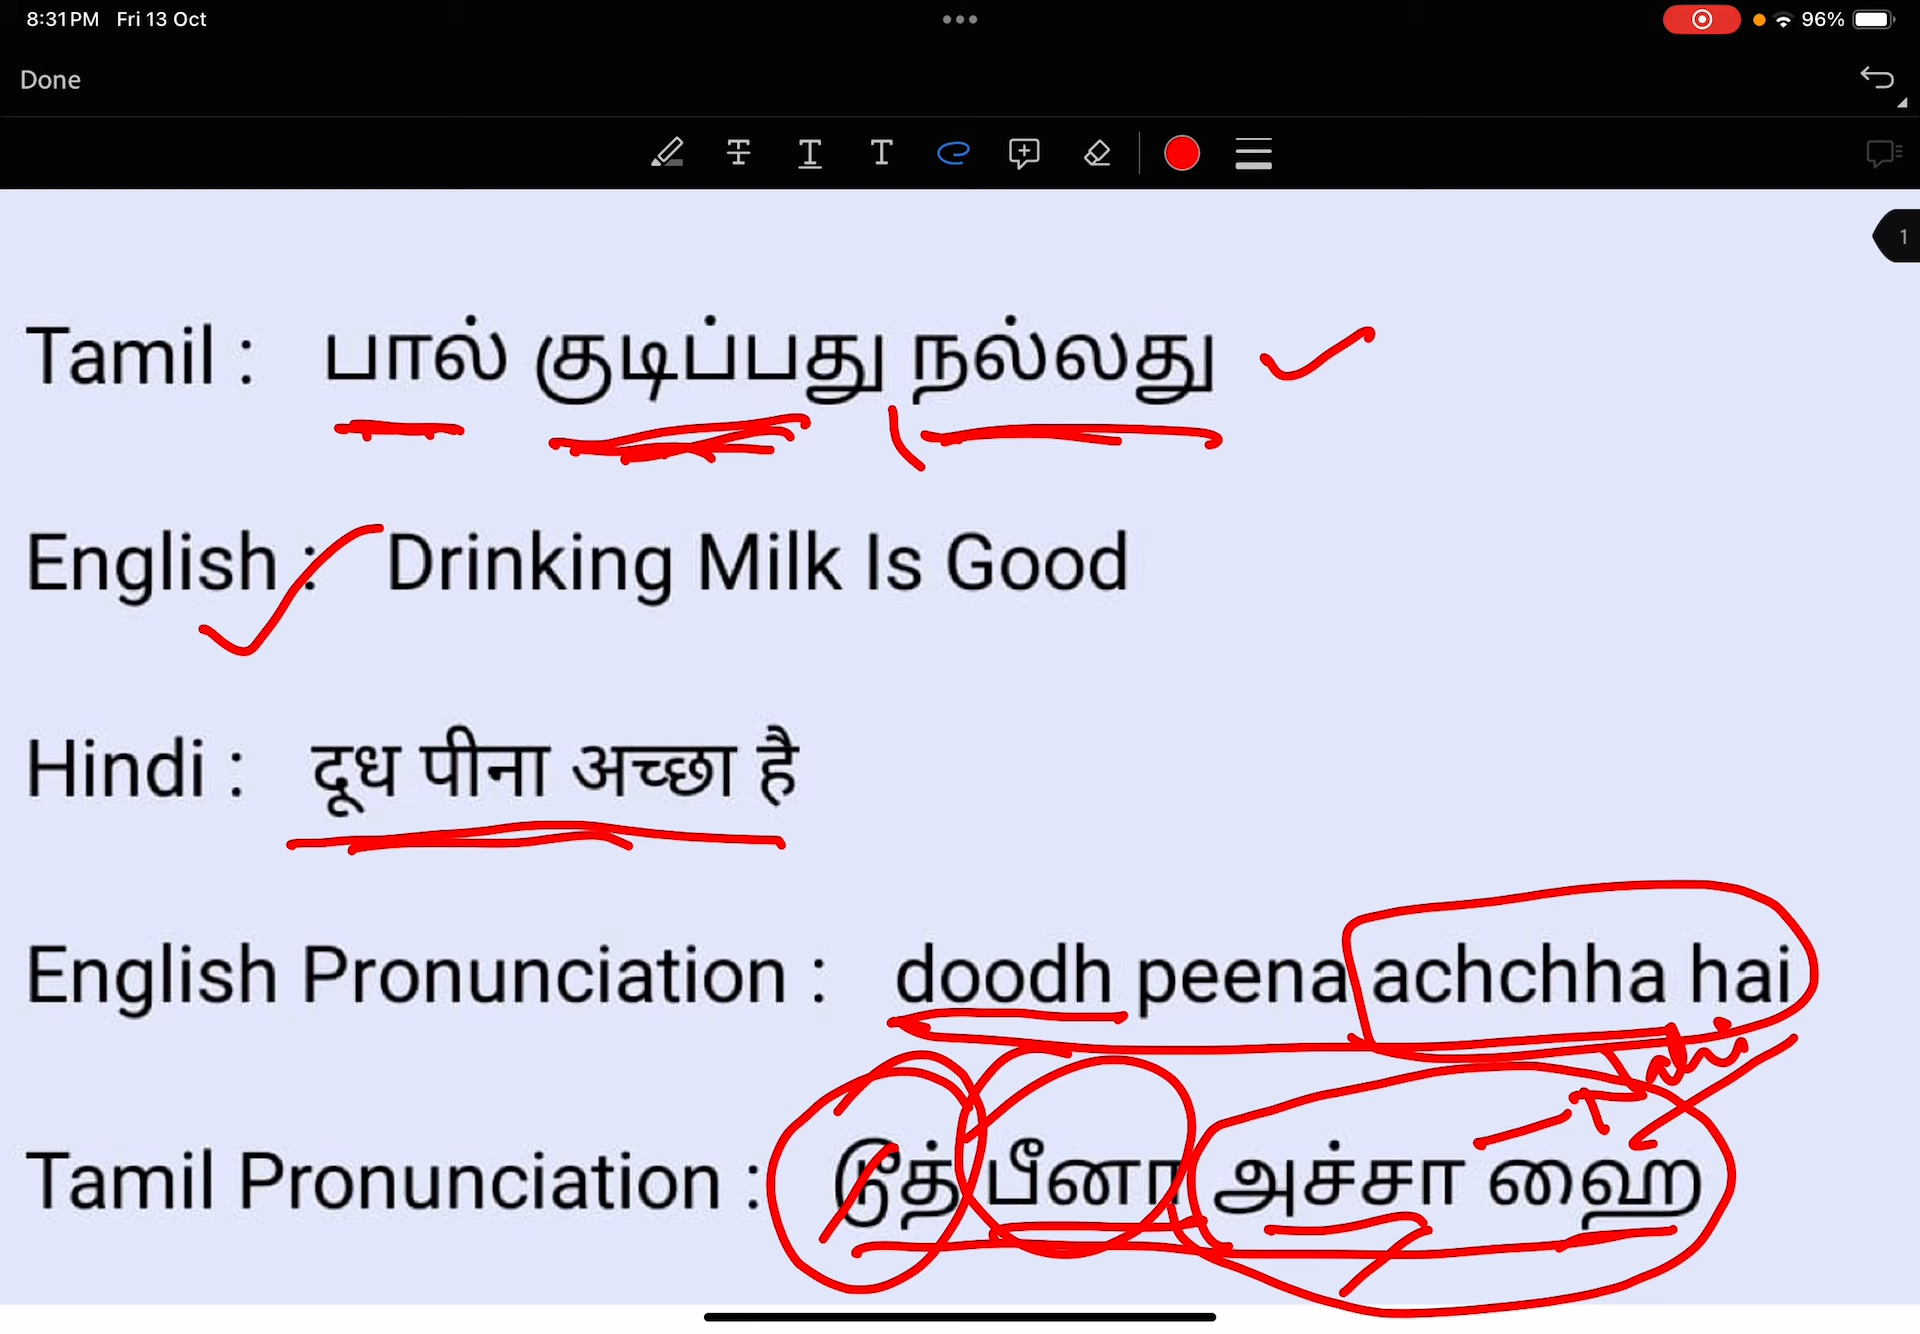 8:31 PM Fri 13 Oct
96%
Done
1
Tamil : பால் குடிப்பது நல்லது
English : Drinking Milk Is Good
Hindi : दूध पीना अच्छा है
English Pronunciation : doodh peena achchha hai
Tamil Pronunciation : டூத் பீனா அச்சா ஹை